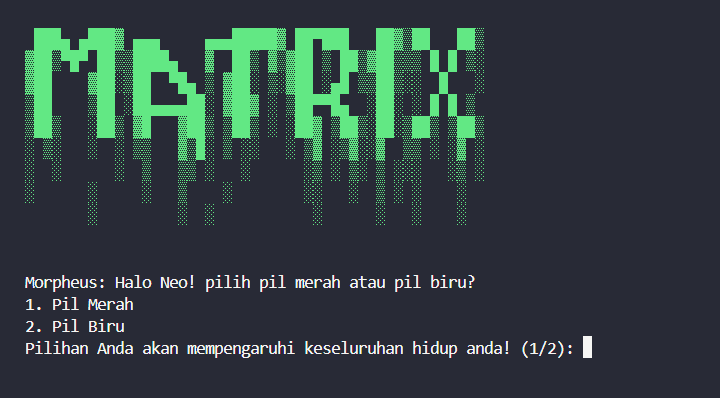 MATRIX
Morpheus: Halo Neo! pilih pil merah atau pil biru?
1. Pil Merah
2. Pil Biru
Pilihan Anda akan mempengaruhi keseluruhan hidup anda! (1/2):